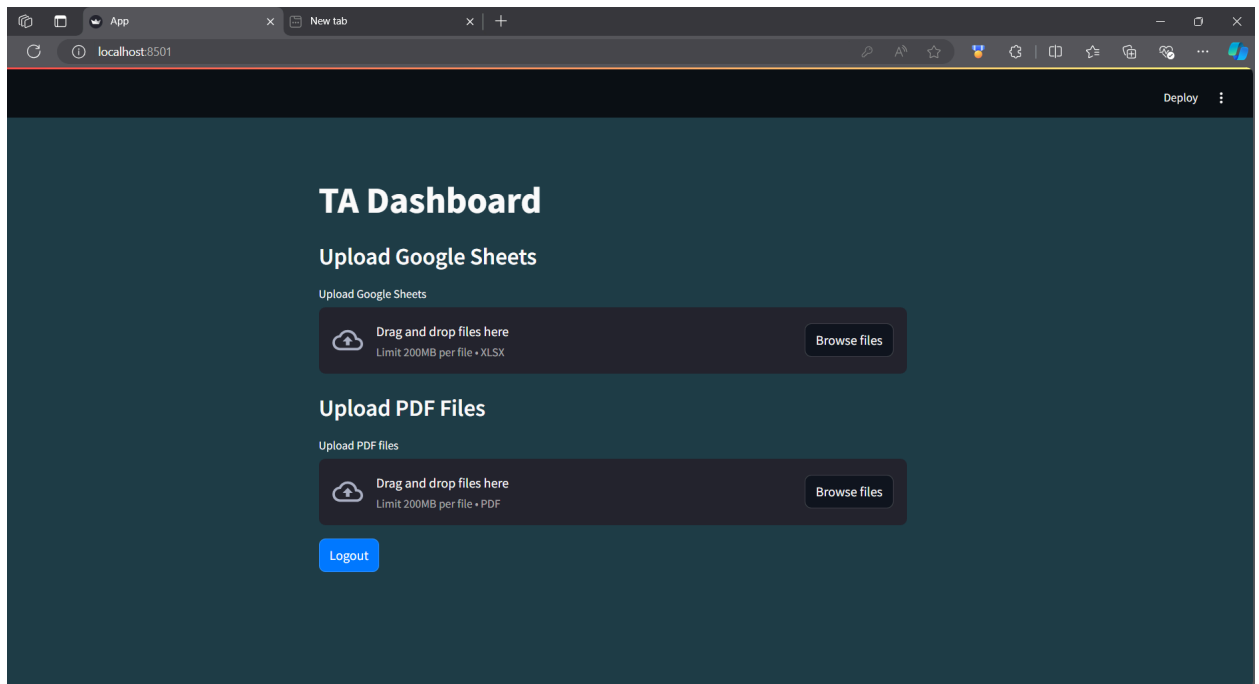 App
New tab
localhost:8501
Deploy
TA Dashboard
Upload Google Sheets
Upload Google Sheets
Drag and drop files here
Limit 200MB per file • XLSX
Browse files
Upload PDF Files
Upload PDF files
Drag and drop files here
Limit 200MB per file • PDF
Browse files
Logout